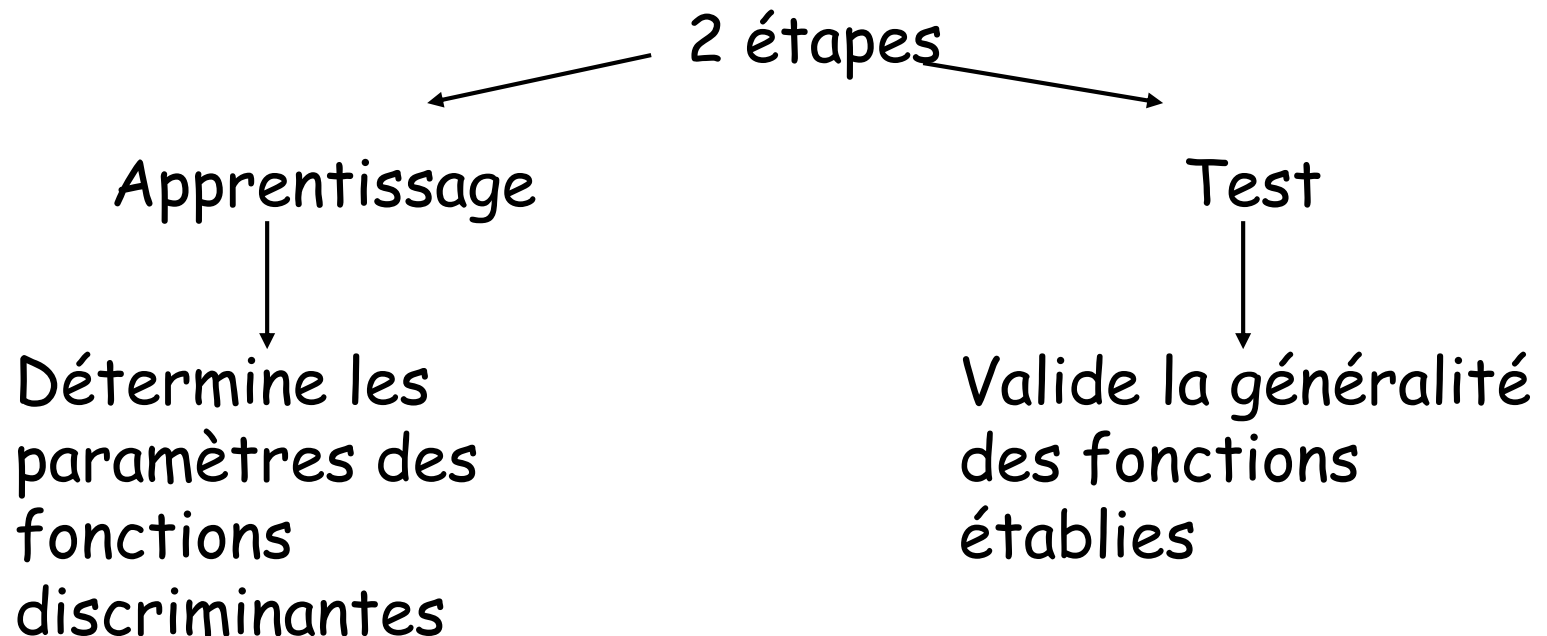 2 étapes
Apprentissage
Test
Détermine les
paramètres des
fonctions
discriminantes
Valide la généralité
des fonctions
établies